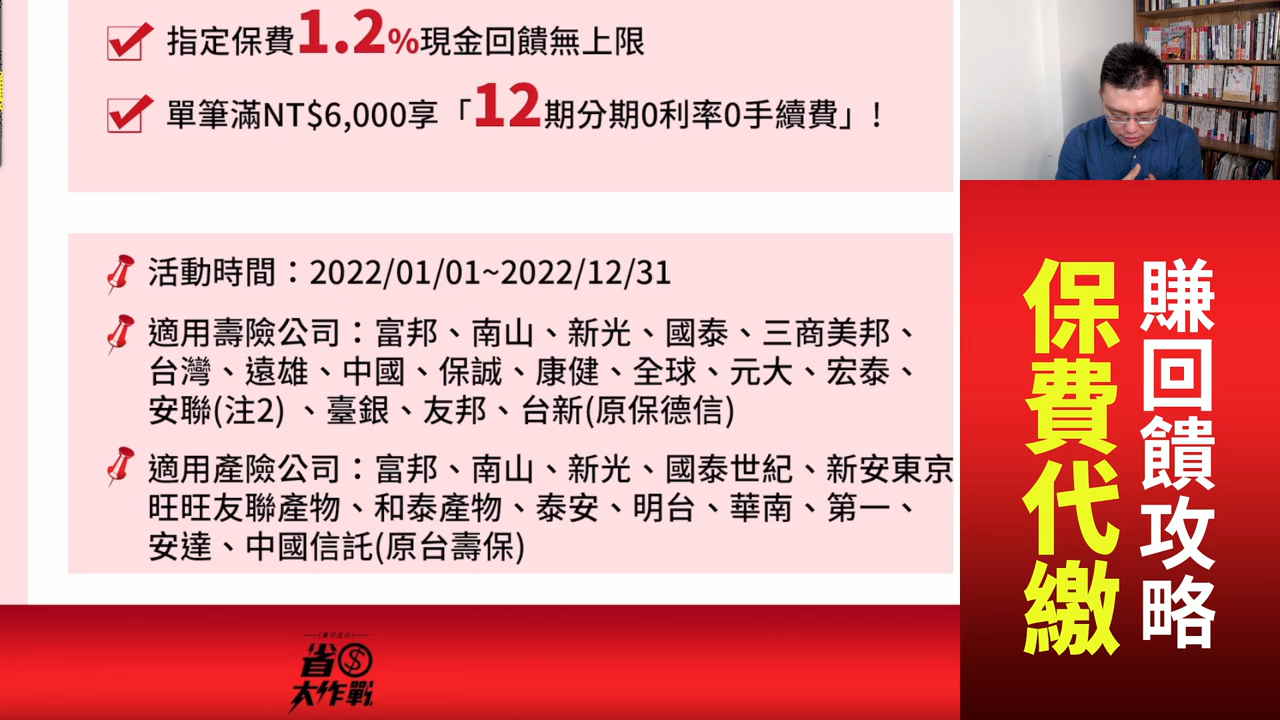 指定保費1.2%現金回饋無上限
單筆滿NT$6,000享「12期分期0利率0手續費」!
活動時間：2022/01/01~2022/12/31
適用壽險公司：富邦、南山、新光、國泰、三商美邦、
台灣、遠雄、中國、保誠、康健、全球、元大、宏泰、
安聯(注2) 、臺銀、友邦、台新(原保德信)
適用產險公司：富邦、南山、新光、國泰世紀、新安東京
旺旺友聯產物、和泰產物、泰安、明台、華南、第一、
安達、中國信託(原台壽保)
賺回饋攻略
保費代繳
省
大作戰